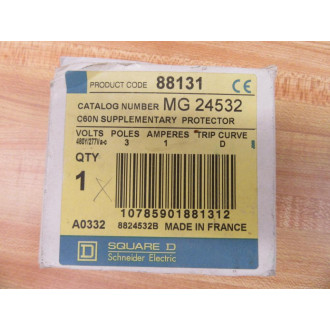 PRODUCT CODE 88131 CE
CATALOG NUMBER MG 24532
C60N SUPPLEMENTARY PROTECTOR
VOLTS POLES AMPERES *TRIP CURVE
480Y/277Va-c 3 1 D
QTY
1
10785901881312
A0332 8824532B MADE IN FRANCE
D SQUARE D
Schneider Electric